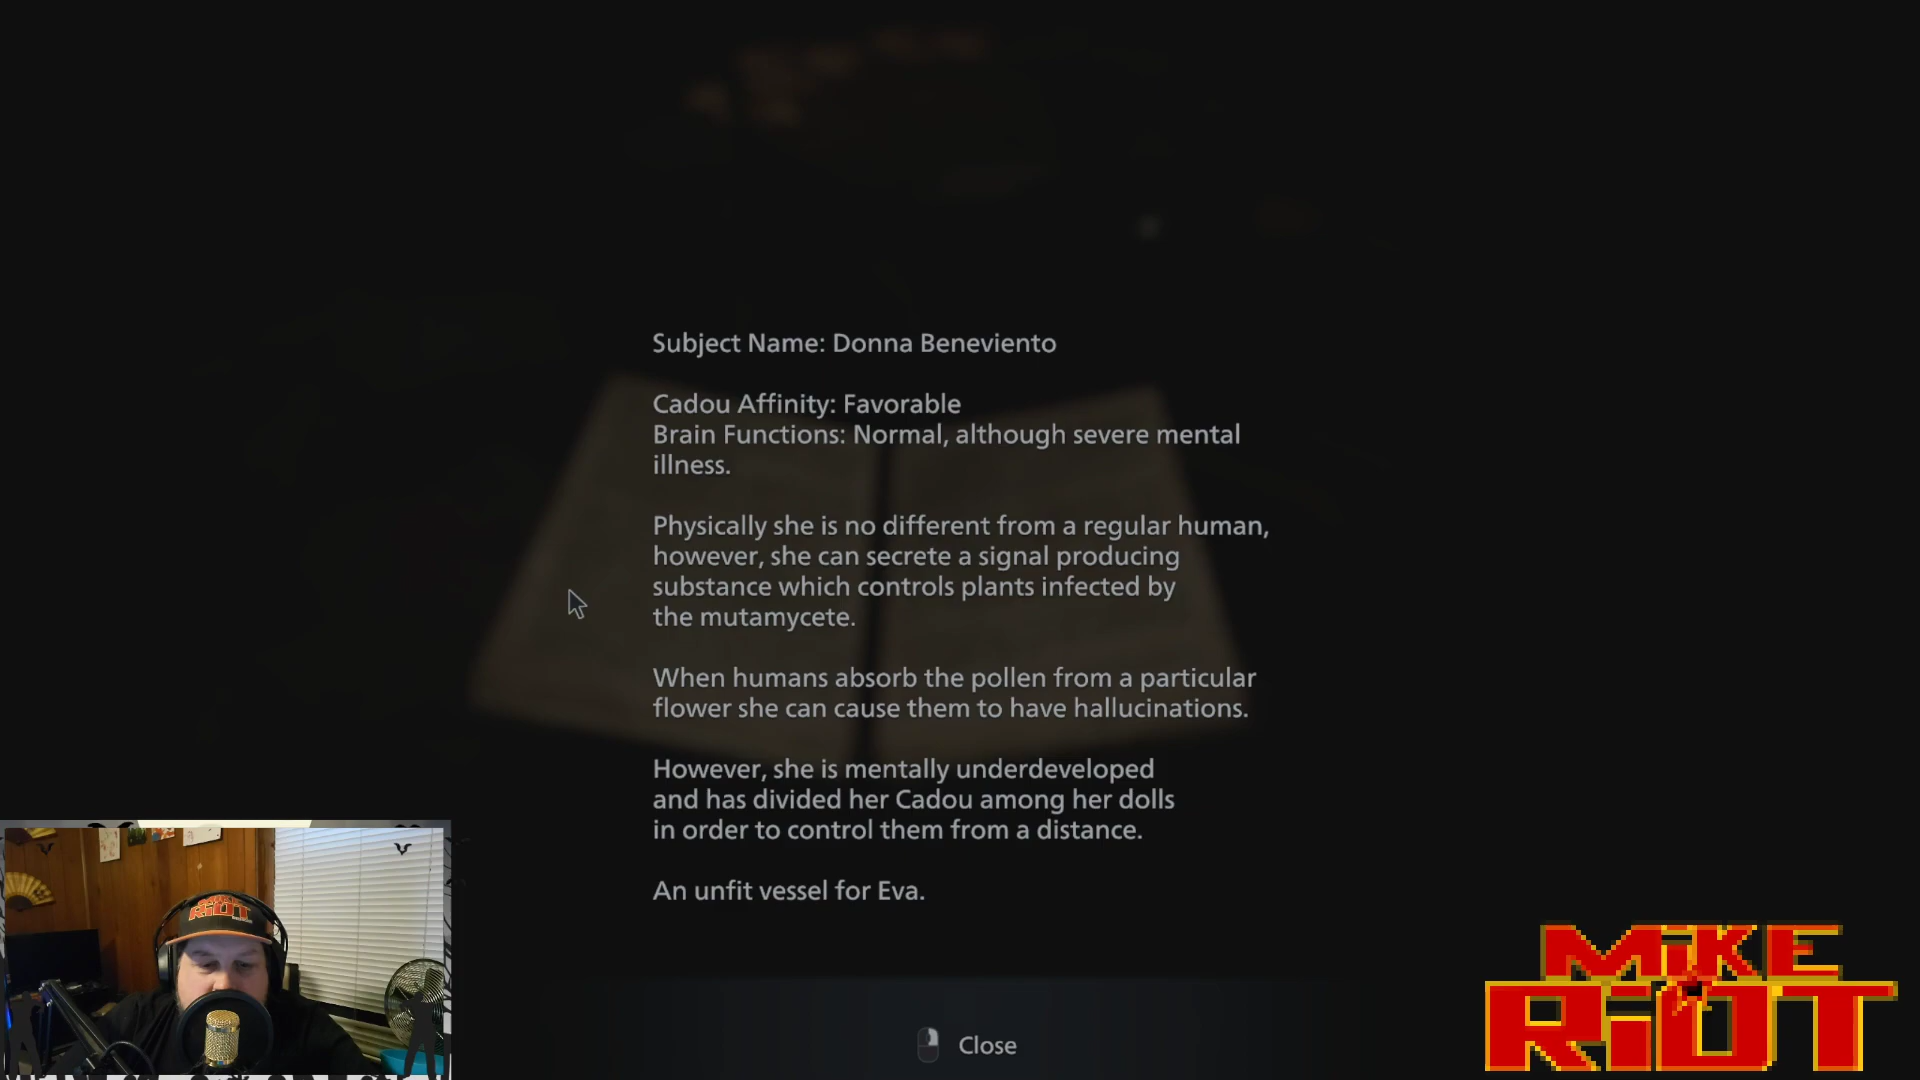 Subject Name: Donna Beneviento
Cadou Affinity: Favorable
Brain Functions: Normal, although severe mental
illness.
Physically she is no different from a regular human,
however, she can secrete a signal producing
substance which controls plants infected by
the mutamycete.
When humans absorb the pollen from a particular
flower she can cause them to have hallucinations.
However, she is mentally underdeveloped
and has divided her Cadou among her dolls
in order to control them from a distance.
An unfit vessel for Eva.
Close
RiOT
MiKE
RiOT